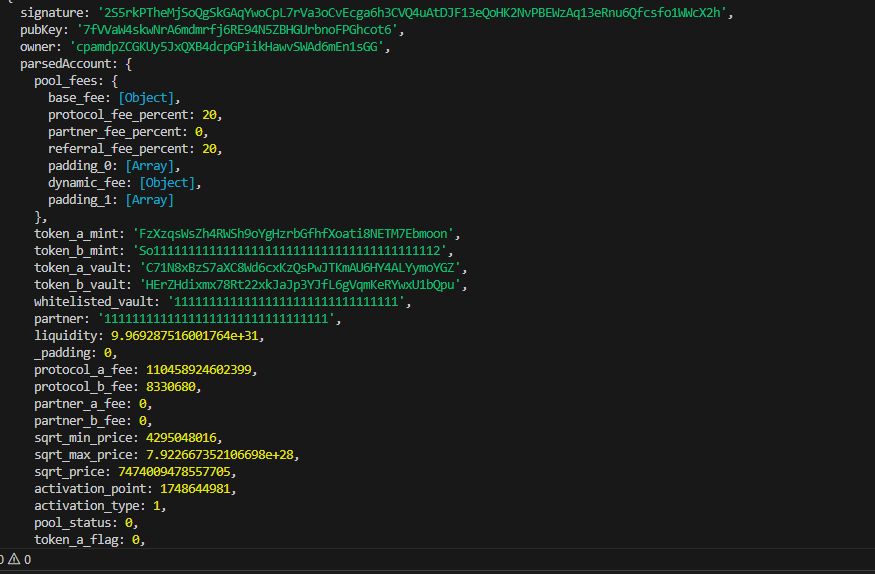 signature: '2S5rkPTheMjSoQgSkGAqYwoCpL7rVa3oCvEcga6h3CVQ4uAtDJF13eQoHK2NvPBEWzAq13eRnu6Qfcsfo1WWcX2h',
pubKey: '7fVVaW4skwNrA6mdmrfj6RE94N5ZBHGUrbnoFPGhcot6',
owner: 'cpamdpZCGKUy5JxQXB4dcpGPiikHawvSWAd6mEn1sGG',
parsedAccount: {
pool_fees: {
base_fee: [Object],
protocol_fee_percent: 20,
partner_fee_percent: 0,
referral_fee_percent: 20,
padding_0: [Array],
dynamic_fee: [Object],
padding_1: [Array]
},
token_a_mint: 'FzXzqsWsZh4RWSh9oYgHzrbGfhfXoati8NETM7Ebmoon',
token_b_mint: 'So11111111111111111111111111111111111111112',
token_a_vault: 'C71N8xBzS7aXC8Wd6cxKzQsPwJTKmAU6HY4ALYymoYGZ',
token_b_vault: 'HErZHdixmx78Rt22xkJaJp3YJfL6gVqmKeRYwxU1bQpu',
whitelisted_vault: '11111111111111111111111111111111',
partner: '11111111111111111111111111111111',
liquidity: 9.969287516001764e+31,
_padding: 0,
protocol_a_fee: 110458924602399,
protocol_b_fee: 8330680,
partner_a_fee: 0,
partner_b_fee: 0,
sqrt_min_price: 4295048016,
sqrt_max_price: 7.922667352106698e+28,
sqrt_price: 7474009478557705,
activation_point: 1748644981,
activation_type: 1,
pool_status: 0,
token_a_flag: 0,
0 ⚠ 0